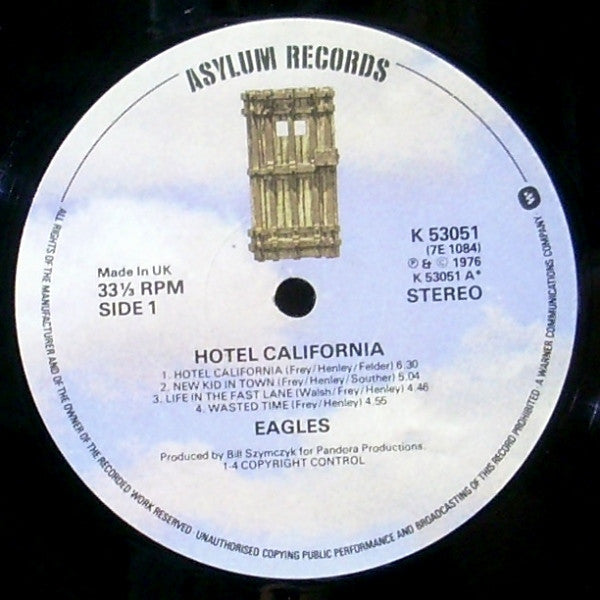 ASYLUM RECORDS
K 53051
(7E 1084)
Ⓟ & © 1976
K 53051 A*
STEREO
Made In UK
33⅓ RPM
SIDE 1
HOTEL CALIFORNIA
1. HOTEL CALIFORNIA (Frey/Henley/Felder) 6.30
2. NEW KID IN TOWN (Frey/Henley/Souther) 5.04
3. LIFE IN THE FAST LANE (Walsh/Frey/Henley) 4.46
4. WASTED TIME (Frey/Henley) 4.55
EAGLES
Produced by Bill Szymczyk for Pandora Productions.
1-4 COPYRIGHT CONTROL
ALL RIGHTS OF THE MANUFACTURER AND OF THE OWNER OF THE RECORDED WORK RESERVED. UNAUTHORISED COPYING PUBLIC PERFORMANCE AND BROADCASTING OF THIS RECORD PROHIBITED. A WARNER COMMUNICATIONS COMPANY